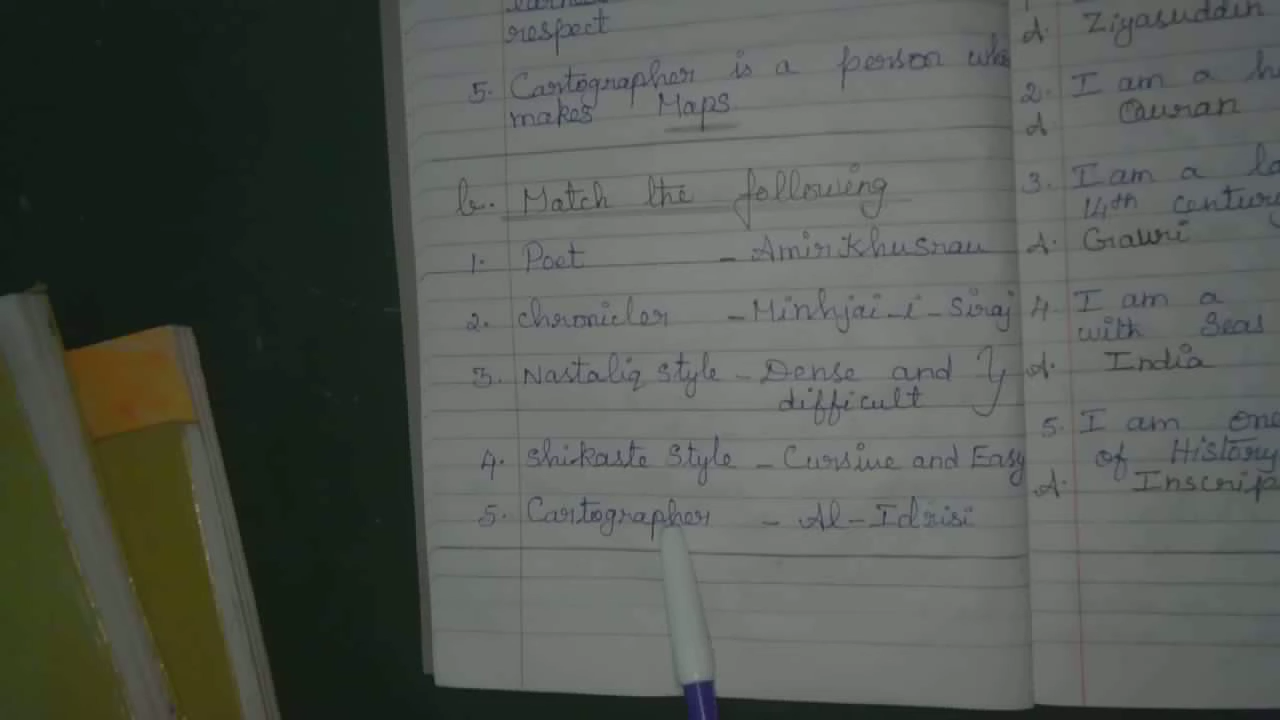 respect
5. Cartographer is a person who
makes Maps
b. Match the following
1. Poet - Amir Khusrau
2. Chronicler - Minhjai-i-Siraj
3. Nastaliq Style - Dense and
difficult
4. Shikaste Style - Cursive and Easy
5. Cartographer - Al-Idrisi
A. Ziyasuddin
2. I am a
A Quran
3. I am a
14th century
A. Gauri
4. I am a
with Seas
A. India
5. I am one
of History
A.